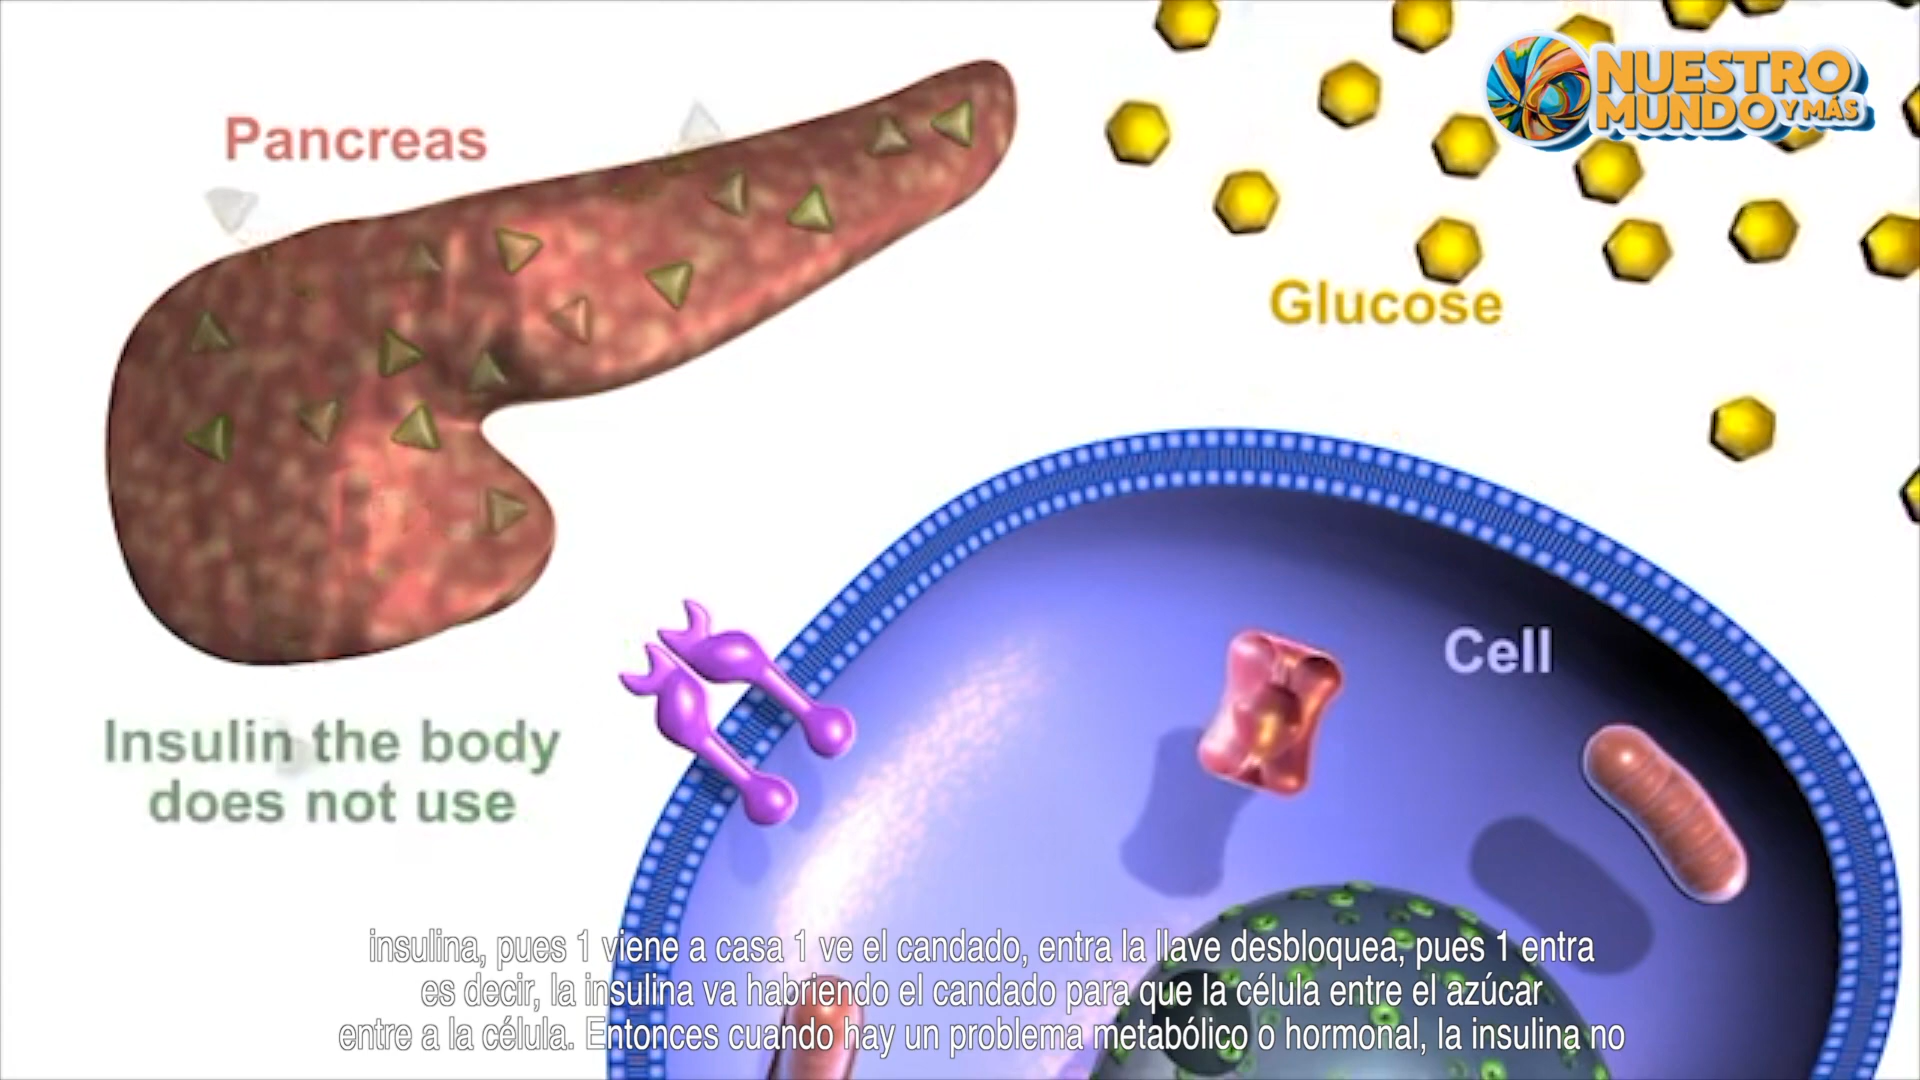 NUESTRO
MUNDO Y MÁS
Pancreas
Glucose
Cell
Insulin the body
does not use
insulina, pues 1 viene a casa 1 ve el candado, entra la llave desbloquea, pues 1 entra
es decir, la insulina va habriendo el candado para que la célula entre el azúcar
entre a la célula. Entonces cuando hay un problema metabólico o hormonal, la insulina no